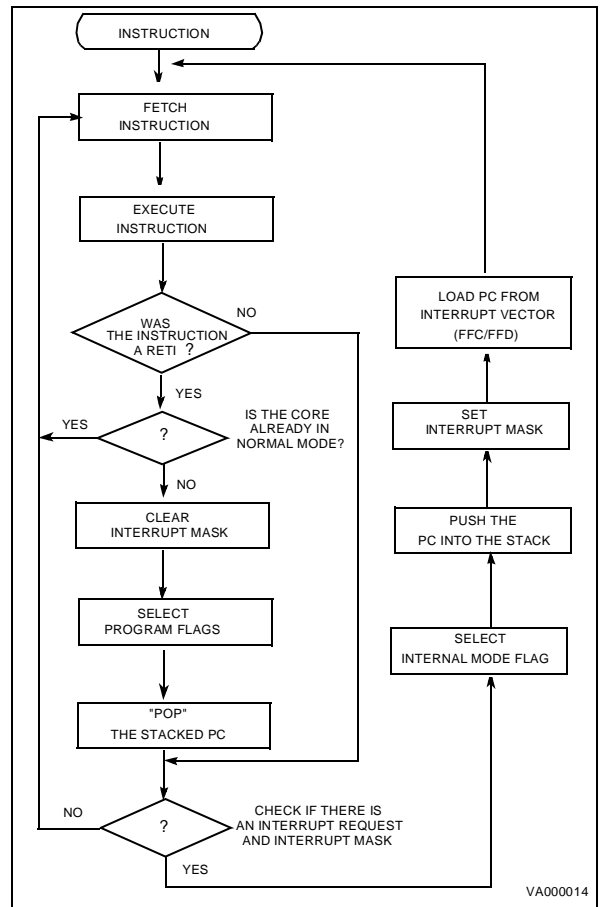 INSTRUCTION
FETCH
INSTRUCTION
EXECUTE
INSTRUCTION
WAS
THE INSTRUCTION
A RETI ?
NO
YES
YES
?
IS THE CORE
ALREADY IN
NORMAL MODE?
NO
CLEAR
INTERRUPT MASK
SELECT
PROGRAM FLAGS
"POP"
THE STACKED PC
NO
?
CHECK IF THERE IS
AN INTERRUPT REQUEST
AND INTERRUPT MASK
YES
LOAD PC FROM
INTERRUPT VECTOR
(FFC/FFD)
SET
INTERRUPT MASK
PUSH THE
PC INTO THE STACK
SELECT
INTERNAL MODE FLAG
VA000014